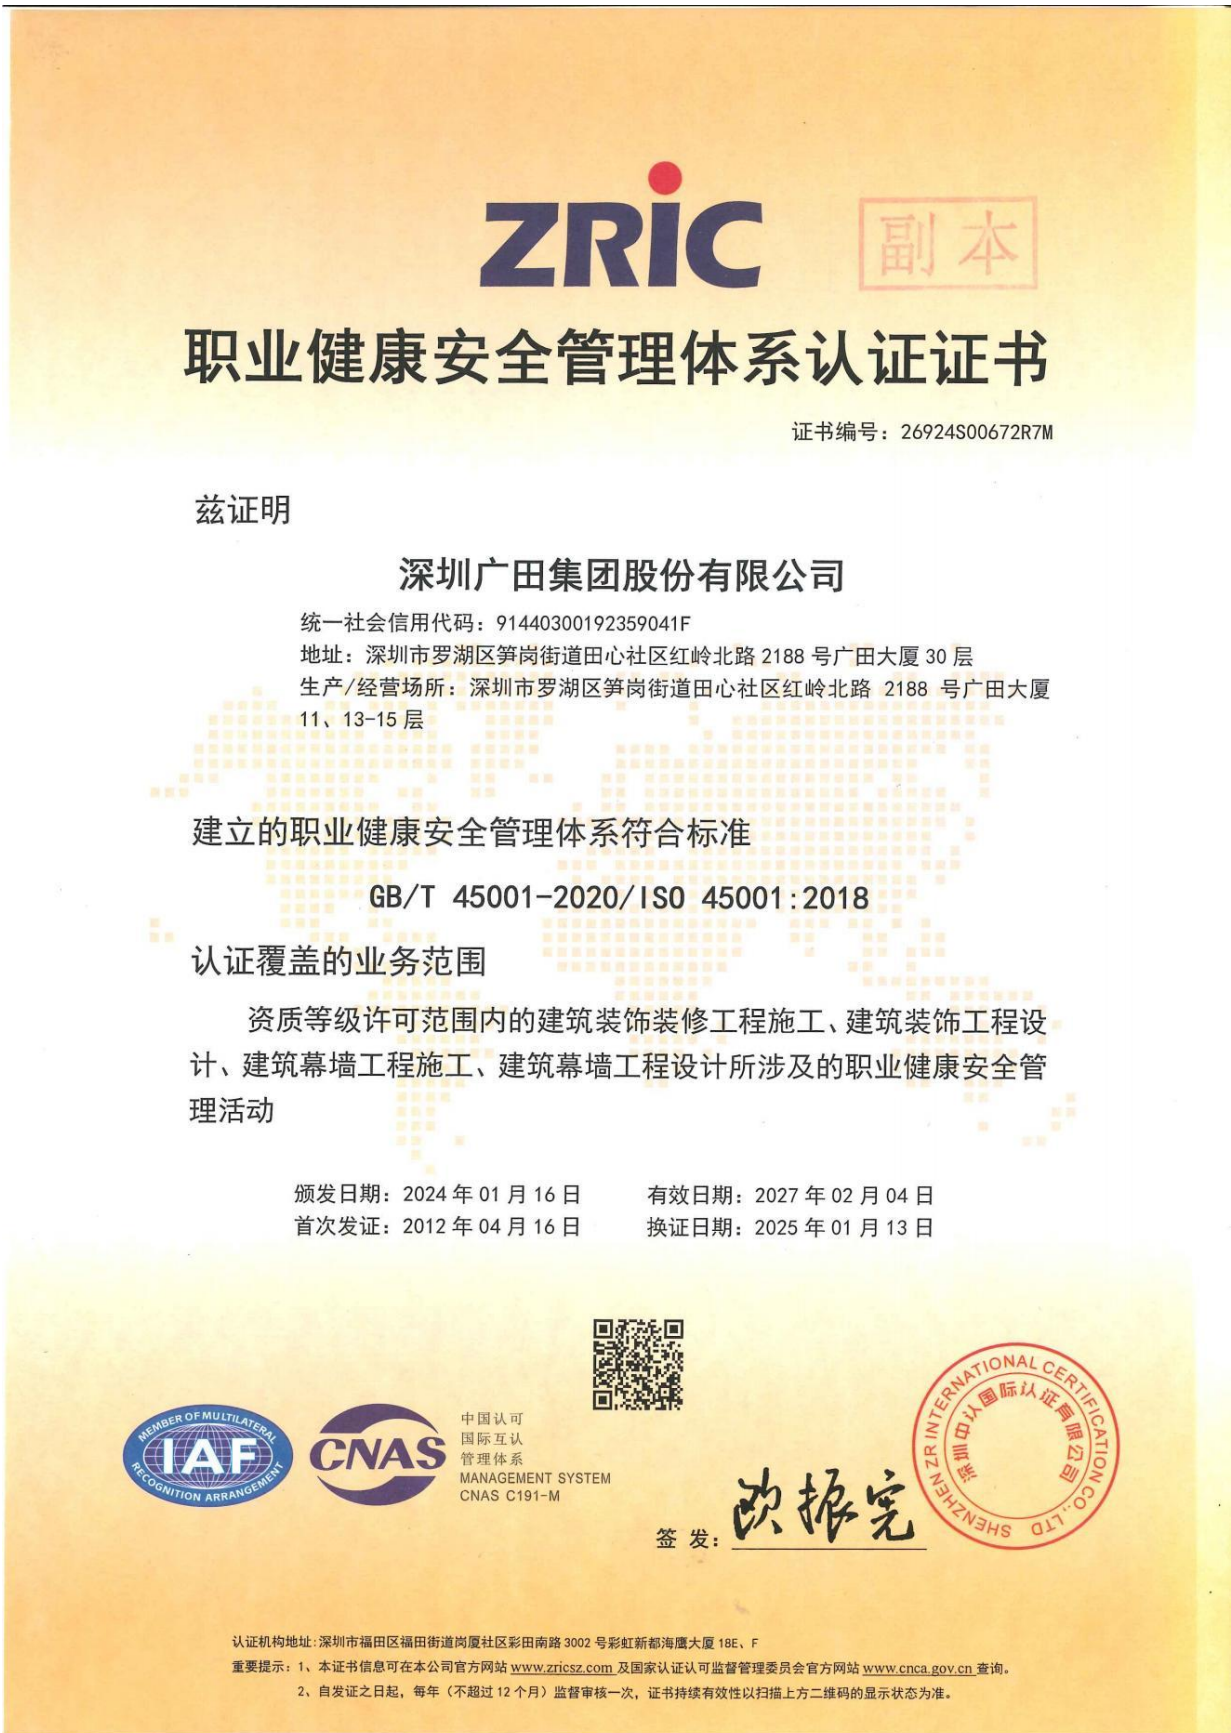 ZRIC
副本
职业健康安全管理体系认证证书
证书编号：26924S00672R7M
兹证明
深圳广田集团股份有限公司
统一社会信用代码：91440300192359041F
地址：深圳市罗湖区笋岗街道田心社区红岭北路 2188 号广田大厦 30 层
生产/经营场所：深圳市罗湖区笋岗街道田心社区红岭北路 2188 号广田大厦
11、13-15 层
建立的职业健康安全管理体系符合标准
GB/T 45001-2020/ISO 45001:2018
认证覆盖的业务范围
资质等级许可范围内的建筑装饰装修工程施工、建筑装饰工程设
计、建筑幕墙工程施工、建筑幕墙工程设计所涉及的职业健康安全管
理活动
颁发日期：2024 年 01 月 16 日 有效日期：2027 年 02 月 04 日
首次发证：2012 年 04 月 16 日 换证日期：2025 年 01 月 13 日
MEMBER OF MULTILATERAL
IAF
RECOGNITION ARRANGEMENT
CNAS
中国认可
国际互认
管理体系
MANAGEMENT SYSTEM
CNAS C191-M
签 发：欧振宪
SHENZHEN ZR INTERNATIONAL CERTIFICATION CO., LTD
深圳中认国际认证有限公司
认证机构地址:深圳市福田区福田街道岗厦社区彩田南路 3002 号彩虹新都海鹰大厦 18E、F
重要提示：1、本证书信息可在本公司官方网站 www.zricsz.com 及国家认证认可监督管理委员会官方网站 www.cnca.gov.cn 查询。
2、自发证之日起，每年（不超过 12 个月）监督审核一次，证书持续有效性以扫描上方二维码的显示状态为准。